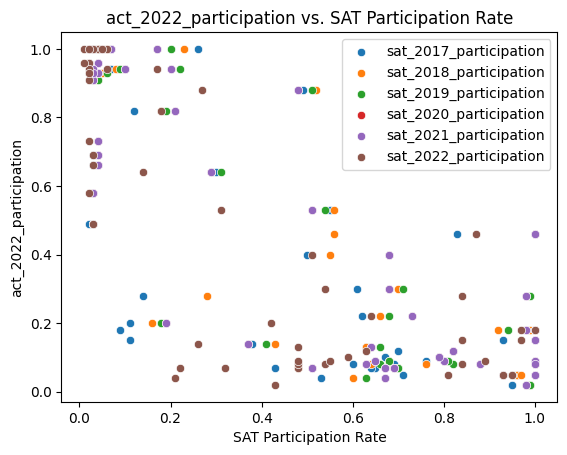 act_2022_participation vs. SAT Participation Rate
1.0
0.8
0.6
0.4
0.2
0.0
act_2022_participation
sat_2017_participation
sat_2018_participation
sat_2019_participation
sat_2020_participation
sat_2021_participation
sat_2022_participation
0.0 0.2 0.4 0.6 0.8 1.0
SAT Participation Rate